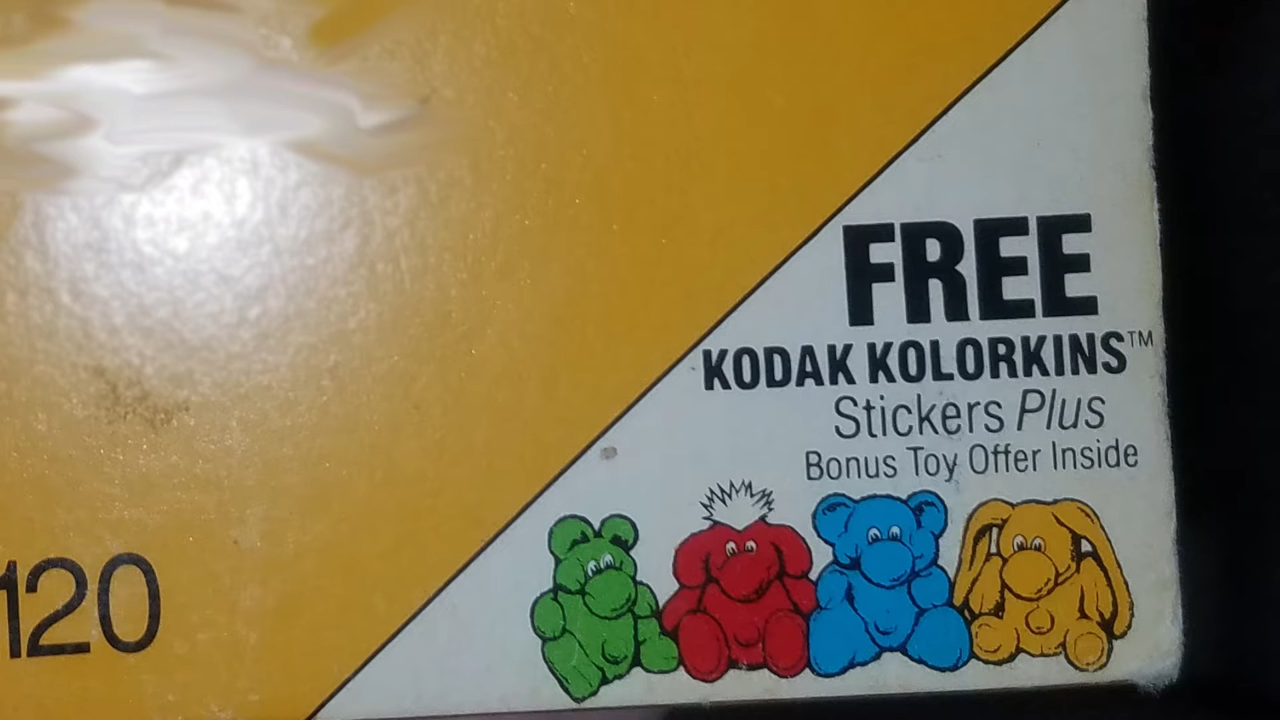 FREE
KODAK KOLORKINS™
Stickers Plus
Bonus Toy Offer Inside
120